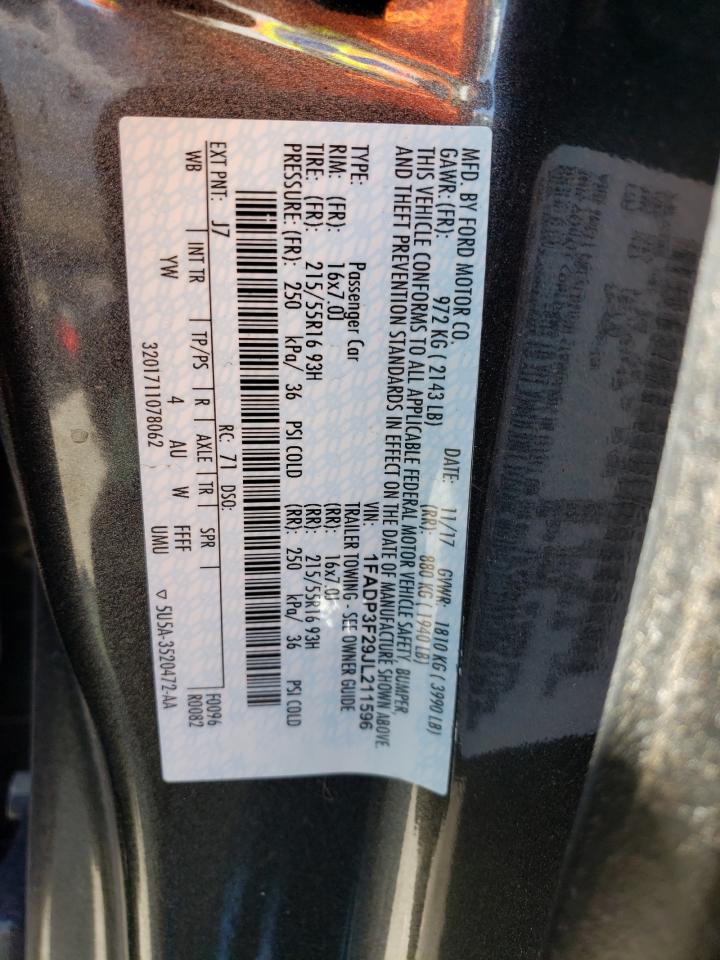 MFD. BY FORD MOTOR CO.
DATE: 11/17 GVWR: 1810 KG ( 3990 LB)
GAWR: (FR): 972 KG ( 2143 LB) (RR): 880 KG ( 1940 LB)
THIS VEHICLE CONFORMS TO ALL APPLICABLE FEDERAL MOTOR VEHICLE SAFETY, BUMPER,
AND THEFT PREVENTION STANDARDS IN EFFECT ON THE DATE OF MANUFACTURE SHOWN ABOVE.
VIN: 1FADP3F29JL211596
TYPE: Passenger Car TRAILER TOWING - SEE OWNER GUIDE
RIM: (FR): 16x7.0J (RR): 16x7.0J
TIRE: (FR): 215/55R16 93H (RR): 215/55R16 93H
PRESSURE: (FR): 250 kPa/ 36 PSI COLD (RR): 250 kPa/ 36 PSI COLD
EXT PNT: J7 RC: 71 DSO: F0096
WB INT TR TP/PS R AXLE TR SPR R0082
YW 4 AU W FFFF
UMU
3201711078062 ▽ 5U5A-3520472-AA